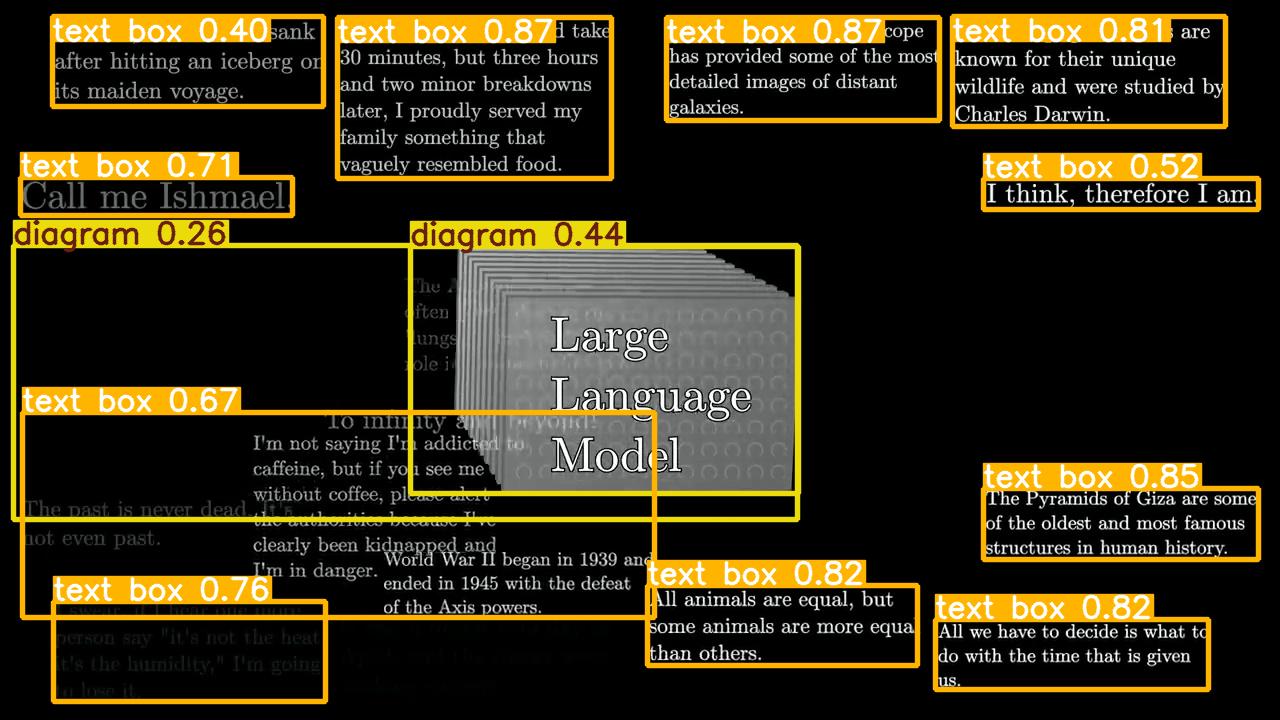 text box 0.40
sank
after hitting an iceberg on
its maiden voyage.
text box 0.87
d take
30 minutes, but three hours
and two minor breakdowns
later, I proudly served my
family something that
vaguely resembled food.
text box 0.87
cope
has provided some of the most
detailed images of distant
galaxies.
text box 0.81
are
known for their unique
wildlife and were studied by
Charles Darwin.
text box 0.71
Call me Ishmael.
text box 0.52
I think, therefore I am.
diagram 0.26
diagram 0.44
The A
often
lungs
role i
Large
Language
Model
text box 0.67
To infinity and beyond!
I'm not saying I'm addicted to
caffeine, but if you see me
without coffee, please alert
the authorities because I've
clearly been kidnapped and
I'm in danger.
The past is never dead. It's
not even past.
World War II began in 1939 and
ended in 1945 with the defeat
of the Axis powers.
text box 0.85
The Pyramids of Giza are some
of the oldest and most famous
structures in human history.
text box 0.76
I swear, if I hear one more
person say "it's not the heat
it's the humidity," I'm going
to lose it.
text box 0.82
All animals are equal, but
some animals are more equal
than others.
text box 0.82
All we have to decide is what to
do with the time that is given
us.